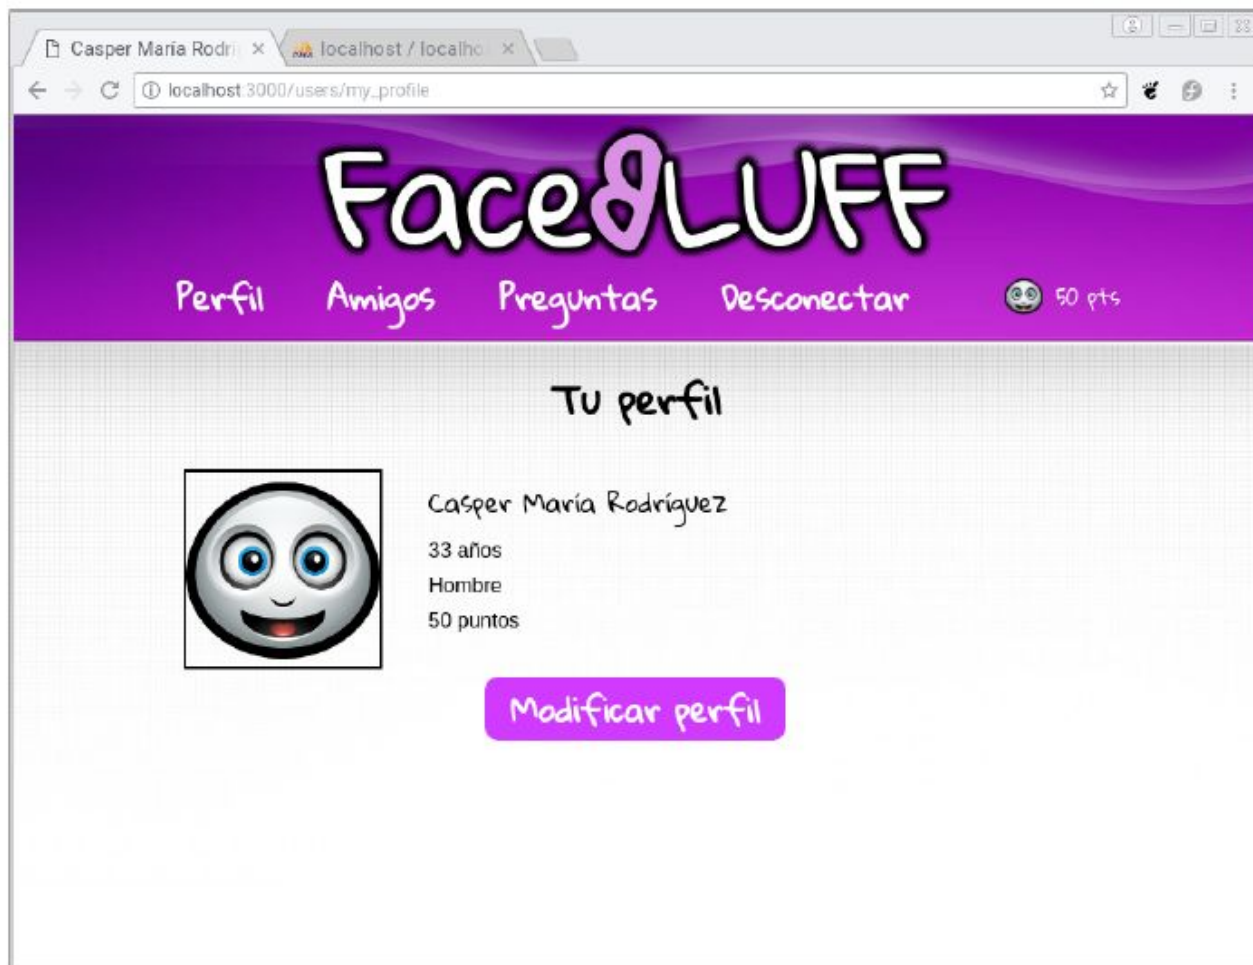 Casper María Rodrí
localhost / localho
localhost:3000/users/my_profile
FaceBLUFF
Perfil Amigos Preguntas Desconectar 50 pts
Tu perfil
Casper María Rodríguez
33 años
Hombre
50 puntos
Modificar perfil